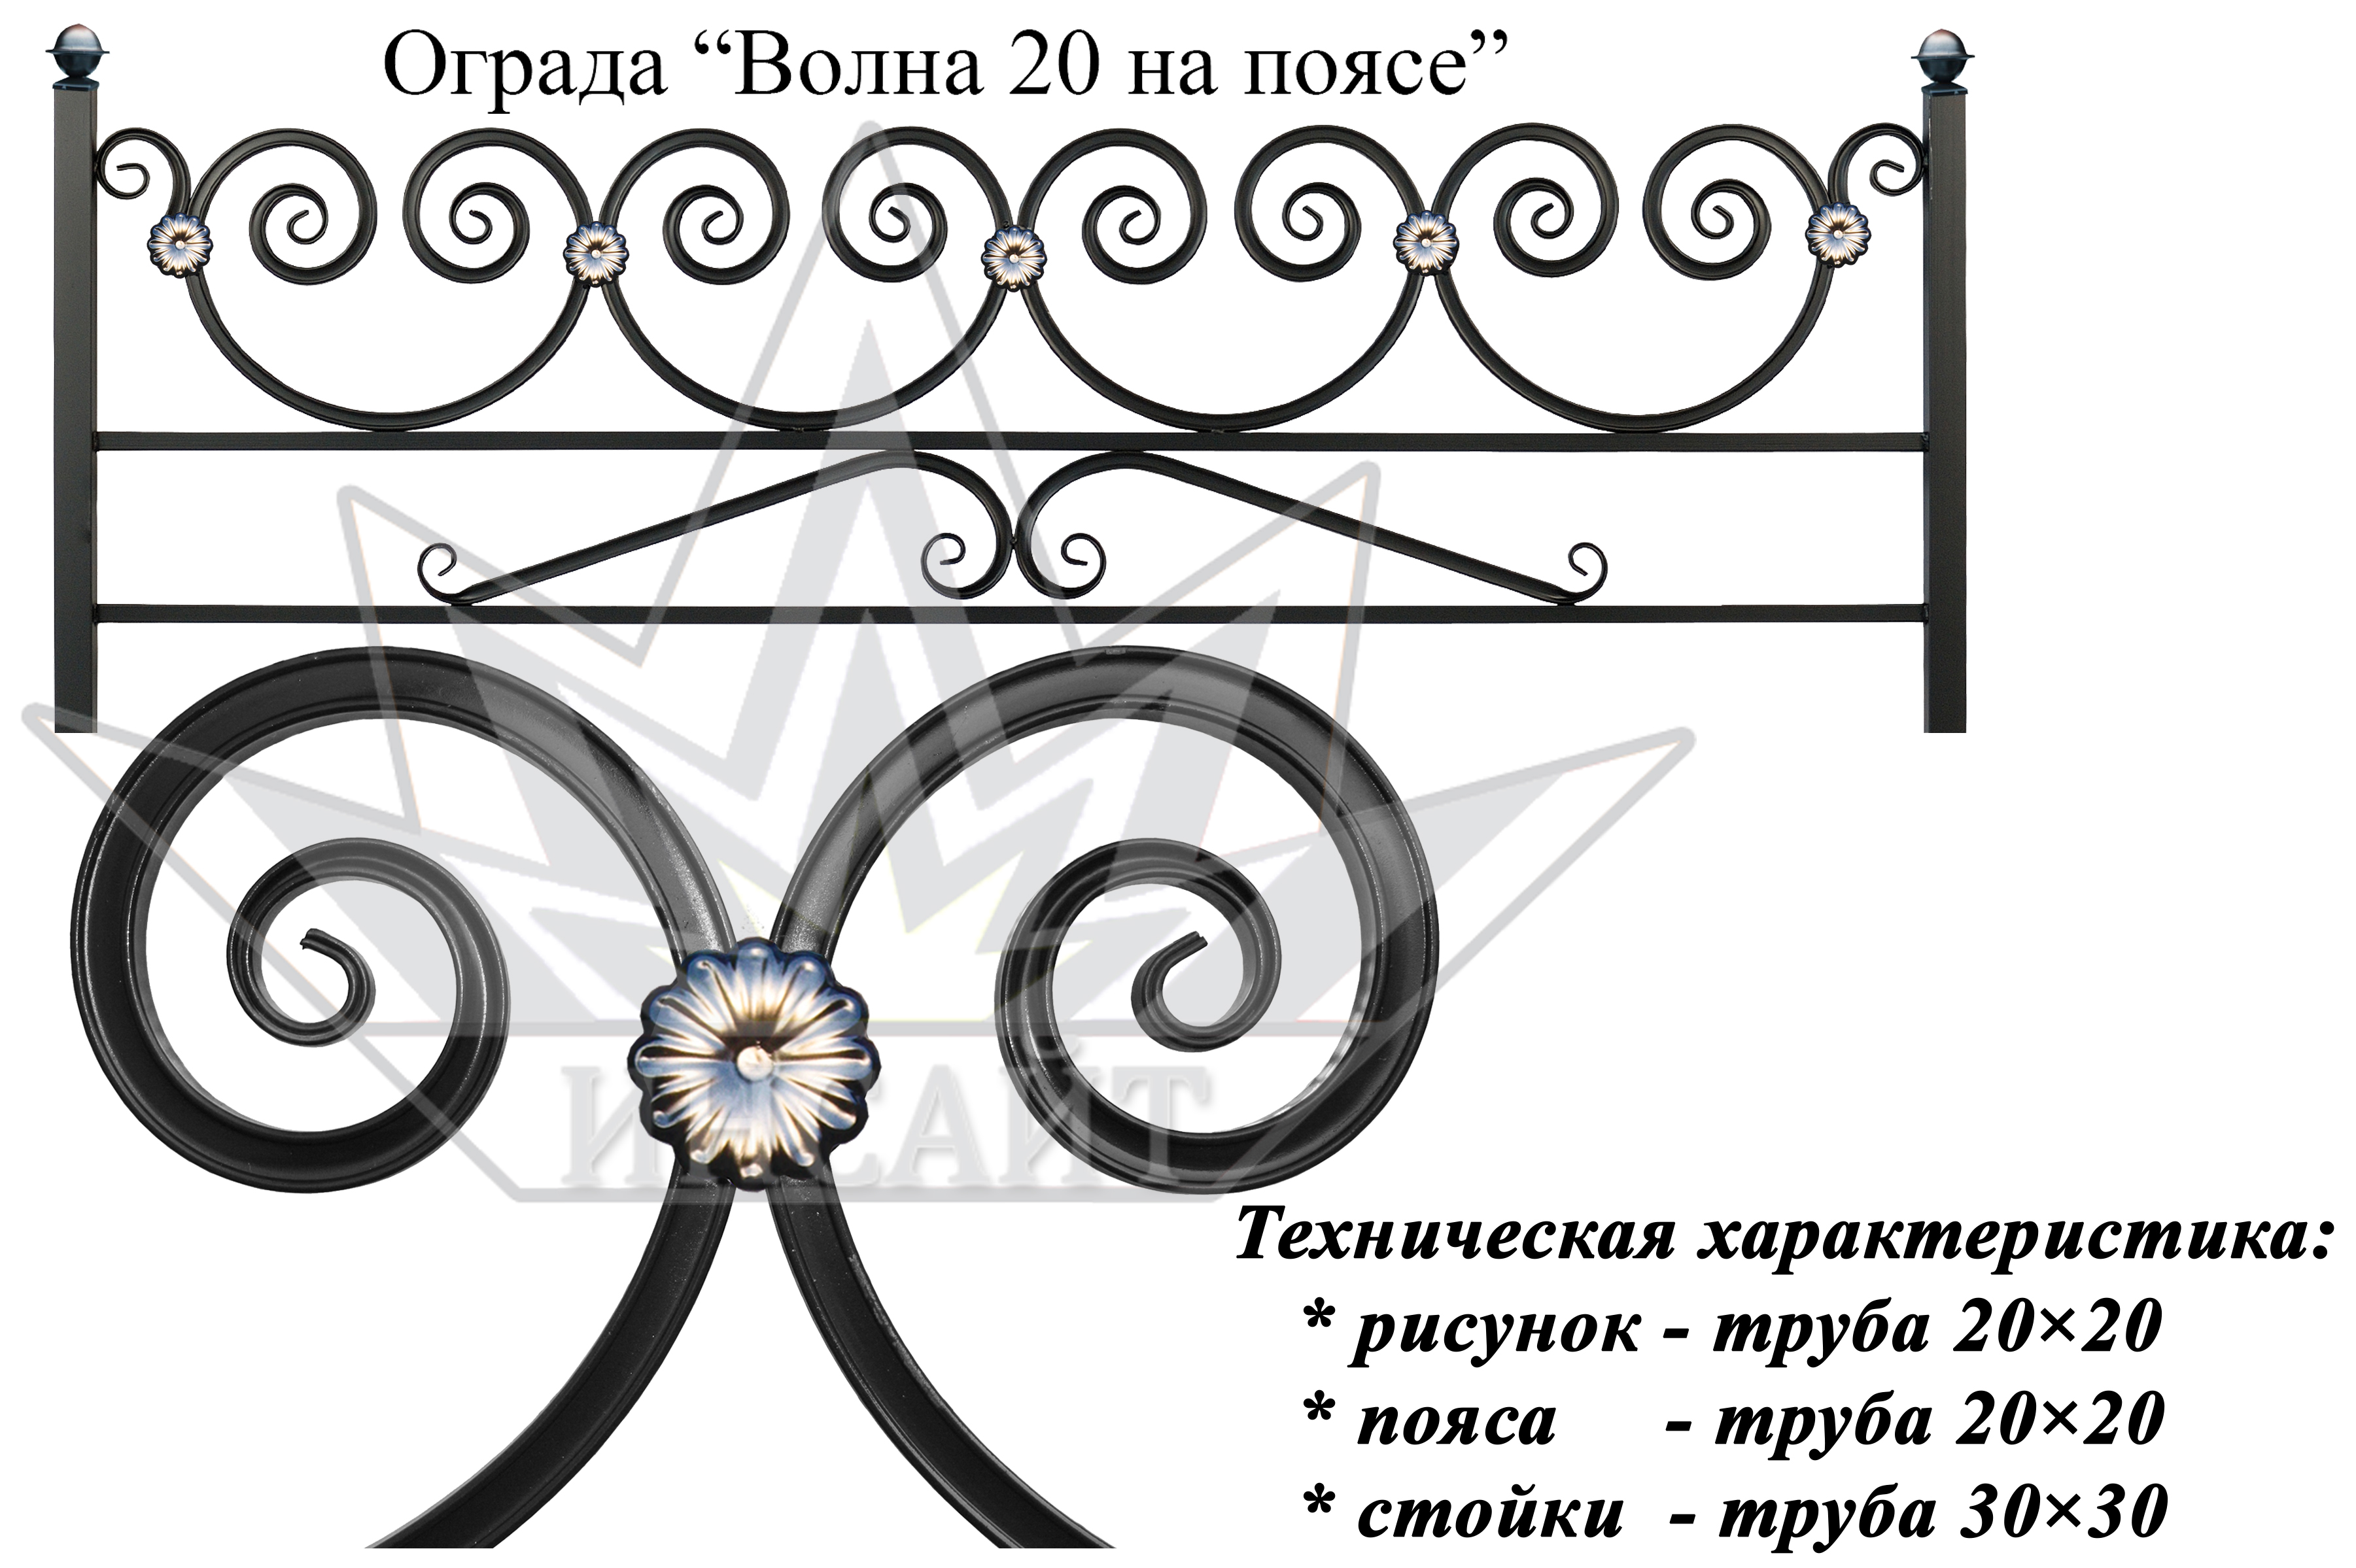 Ограда “Волна 20 на поясе”
ИНСАЙТ
Техническая характеристика:
* рисунок - труба 20×20
* пояса - труба 20×20
* стойки - труба 30×30